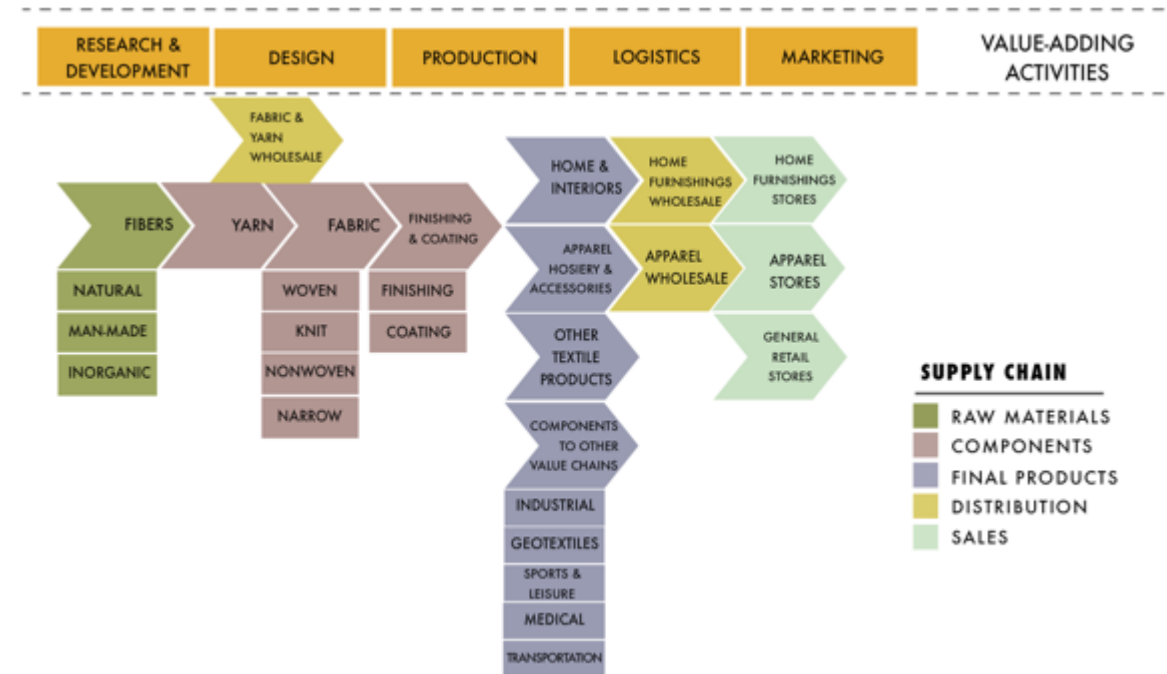 RESEARCH &
DEVELOPMENT
DESIGN
PRODUCTION
LOGISTICS
MARKETING
VALUE-ADDING
ACTIVITIES
FABRIC &
YARN
WHOLESALE
FIBERS
YARN
FABRIC
FINISHING
& COATING
NATURAL
MAN-MADE
INORGANIC
WOVEN
KNIT
NONWOVEN
NARROW
FINISHING
COATING
HOME &
INTERIORS
HOME
FURNISHINGS
WHOLESALE
HOME
FURNISHINGS
STORES
APPAREL
HOSIERY &
ACCESSORIES
APPAREL
WHOLESALE
APPAREL
STORES
OTHER
TEXTILE
PRODUCTS
GENERAL
RETAIL
STORES
COMPONENTS
TO OTHER
VALUE CHAINS
INDUSTRIAL
GEOTEXTILES
SPORTS &
LEISURE
MEDICAL
TRANSPORTATION
SUPPLY CHAIN
RAW MATERIALS
COMPONENTS
FINAL PRODUCTS
DISTRIBUTION
SALES